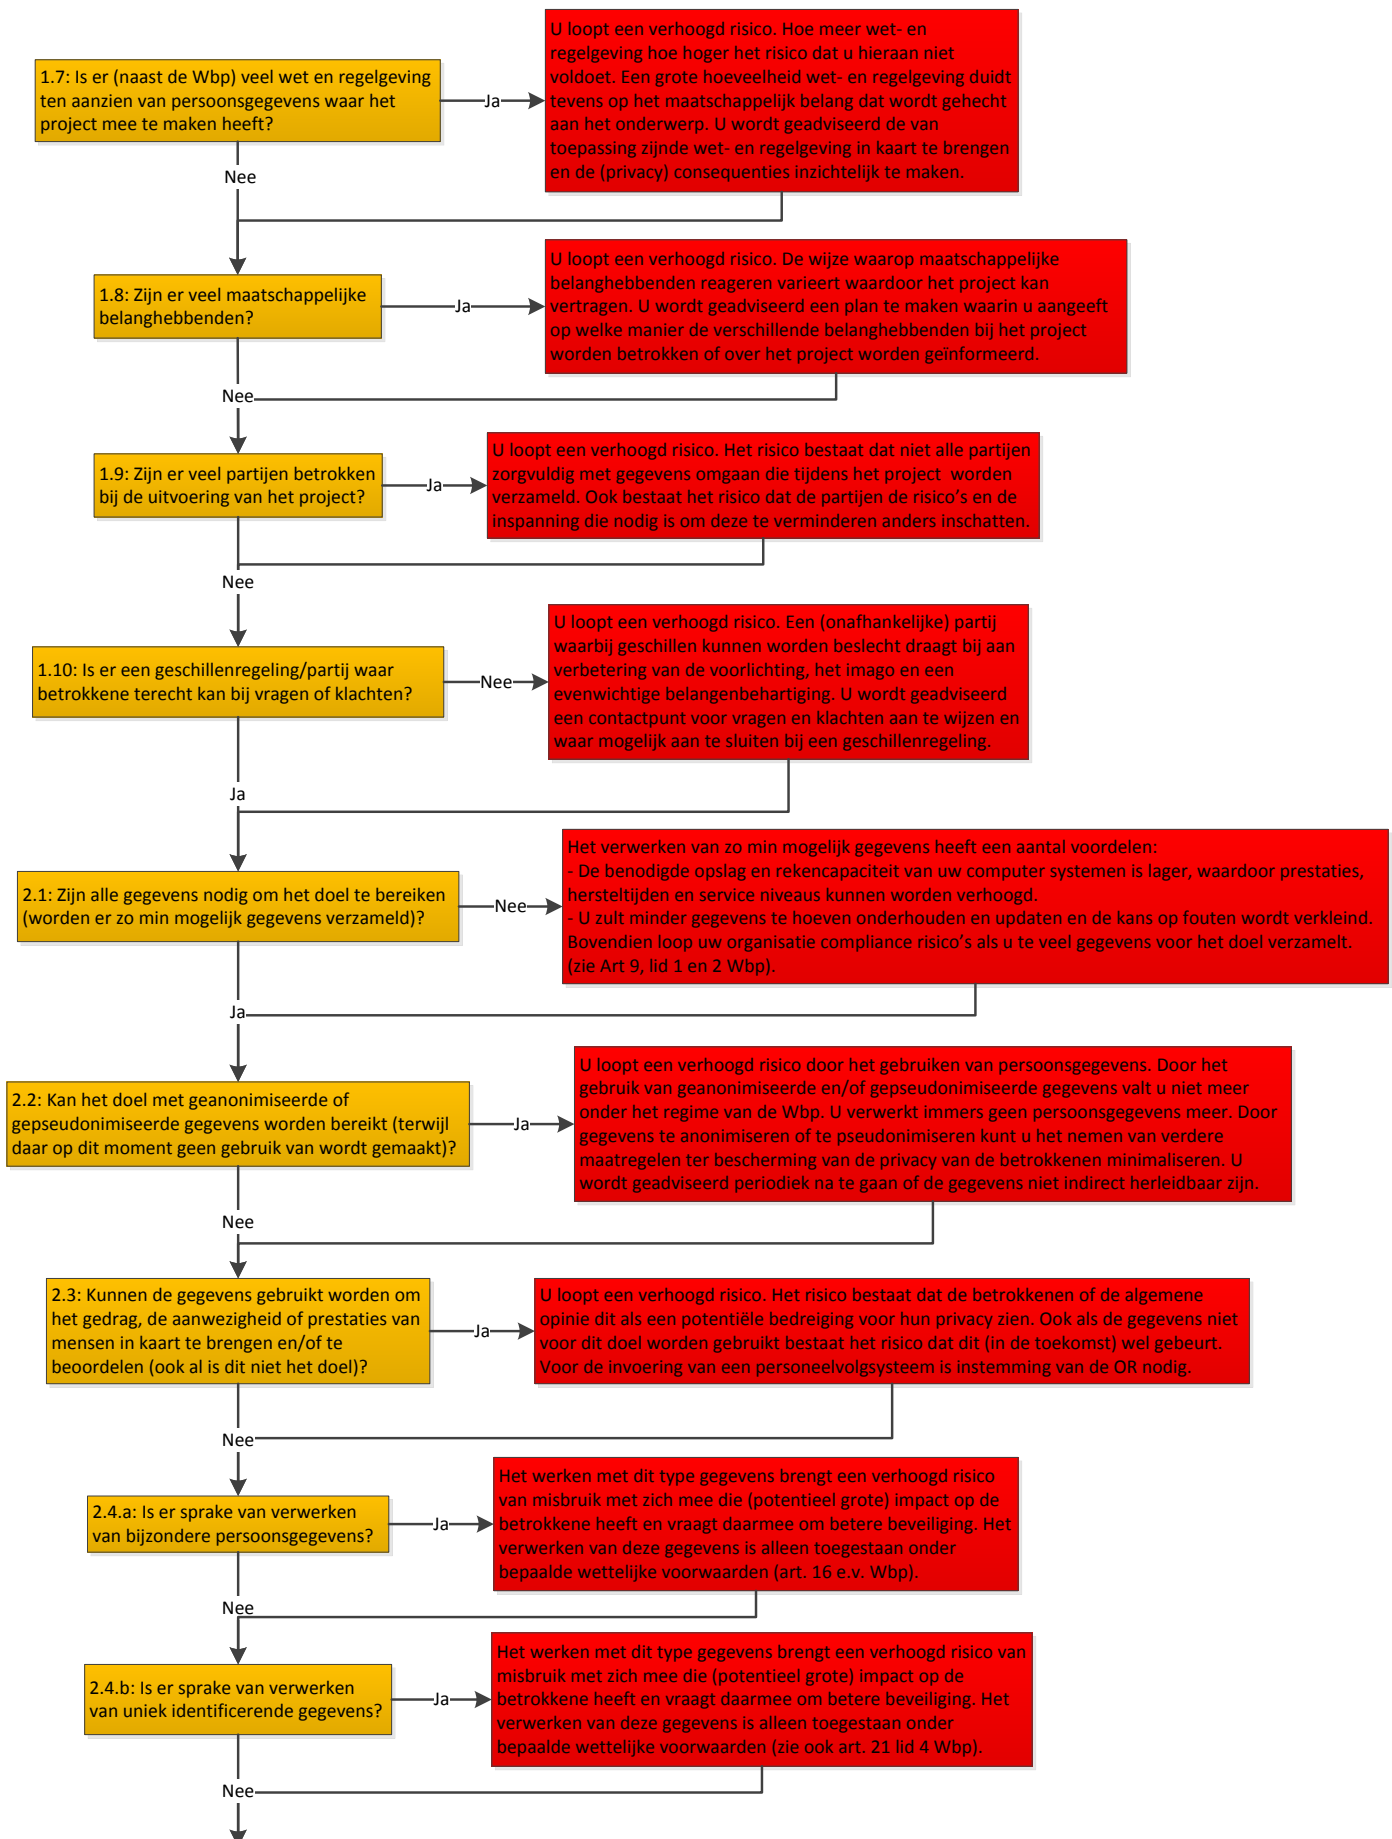 1.7: Is er (naast de Wbp) veel wet en regelgeving
ten aanzien van persoonsgegevens waar het
project mee te maken heeft?
Ja
U loopt een verhoogd risico. Hoe meer wet- en
regelgeving hoe hoger het risico dat u hieraan niet
voldoet. Een grote hoeveelheid wet- en regelgeving duidt
tevens op het maatschappelijk belang dat wordt gehecht
aan het onderwerp. U wordt geadviseerd de van
toepassing zijnde wet- en regelgeving in kaart te brengen
en de (privacy) consequenties inzichtelijk te maken.
Nee
1.8: Zijn er veel maatschappelijke
belanghebbenden?
Ja
U loopt een verhoogd risico. De wijze waarop maatschappelijke
belanghebbenden reageren varieert waardoor het project kan
vertragen. U wordt geadviseerd een plan te maken waarin u aangeeft
op welke manier de verschillende belanghebbenden bij het project
worden betrokken of over het project worden geïnformeerd.
Nee
1.9: Zijn er veel partijen betrokken
bij de uitvoering van het project?
Ja
U loopt een verhoogd risico. Het risico bestaat dat niet alle partijen
zorgvuldig met gegevens omgaan die tijdens het project  worden
verzameld. Ook bestaat het risico dat de partijen de risico’s en de
inspanning die nodig is om deze te verminderen anders inschatten.
Nee
1.10: Is er een geschillenregeling/partij waar
betrokkene terecht kan bij vragen of klachten?
Nee
U loopt een verhoogd risico. Een (onafhankelijke) partij
waarbij geschillen kunnen worden beslecht draagt bij aan
verbetering van de voorlichting, het imago en een
evenwichtige belangenbehartiging. U wordt geadviseerd
een contactpunt voor vragen en klachten aan te wijzen en
waar mogelijk aan te sluiten bij een geschillenregeling.
Ja
2.1: Zijn alle gegevens nodig om het doel te bereiken
(worden er zo min mogelijk gegevens verzameld)?
Nee
Het verwerken van zo min mogelijk gegevens heeft een aantal voordelen:
- De benodigde opslag en rekencapaciteit van uw computer systemen is lager, waardoor prestaties,
hersteltijden en service niveaus kunnen worden verhoogd.
- U zult minder gegevens te hoeven onderhouden en updaten en de kans op fouten wordt verkleind.
Bovendien loop uw organisatie compliance risico’s als u te veel gegevens voor het doel verzamelt.
(zie Art 9, lid 1 en 2 Wbp).
Ja
2.2: Kan het doel met geanonimiseerde of
gepseudonimiseerde gegevens worden bereikt (terwijl
daar op dit moment geen gebruik van wordt gemaakt)?
Ja
U loopt een verhoogd risico door het gebruiken van persoonsgegevens. Door het
gebruik van geanonimiseerde en/of gepseudonimiseerde gegevens valt u niet meer
onder het regime van de Wbp. U verwerkt immers geen persoonsgegevens meer. Door
gegevens te anonimiseren of te pseudonimiseren kunt u het nemen van verdere
maatregelen ter bescherming van de privacy van de betrokkenen minimaliseren. U
wordt geadviseerd periodiek na te gaan of de gegevens niet indirect herleidbaar zijn.
Nee
2.3: Kunnen de gegevens gebruikt worden om
het gedrag, de aanwezigheid of prestaties van
mensen in kaart te brengen en/of te
beoordelen (ook al is dit niet het doel)?
Ja
U loopt een verhoogd risico. Het risico bestaat dat de betrokkenen of de algemene
opinie dit als een potentiële bedreiging voor hun privacy zien. Ook als de gegevens niet
voor dit doel worden gebruikt bestaat het risico dat dit (in de toekomst) wel gebeurt.
Voor de invoering van een personeelvolgsysteem is instemming van de OR nodig.
Nee
2.4.a: Is er sprake van verwerken
van bijzondere persoonsgegevens?
Ja
Het werken met dit type gegevens brengt een verhoogd risico
van misbruik met zich mee die (potentieel grote) impact op de
betrokkene heeft en vraagt daarmee om betere beveiliging. Het
verwerken van deze gegevens is alleen toegestaan onder
bepaalde wettelijke voorwaarden (art. 16 e.v. Wbp).
Nee
2.4.b: Is er sprake van verwerken
van uniek identificerende gegevens?
Ja
Het werken met dit type gegevens brengt een verhoogd risico van
misbruik met zich mee die (potentieel grote) impact op de
betrokkene heeft en vraagt daarmee om betere beveiliging. Het
verwerken van deze gegevens is alleen toegestaan onder
bepaalde wettelijke voorwaarden (zie ook art. 21 lid 4 Wbp).
Nee